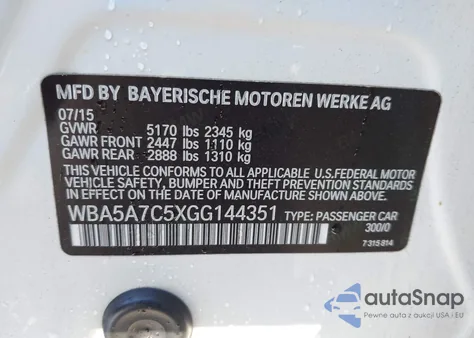 MFD BY BAYERISCHE MOTOREN WERKE AG
07/15
GVWR 5170 lbs 2345 kg
GAWR FRONT 2447 lbs 1110 kg
GAWR REAR 2888 lbs 1310 kg
THIS VEHICLE CONFORMS TO ALL APPLICABLE U.S.FEDERAL MOTOR
VEHICLE SAFETY, BUMPER, AND THEFT PREVENTION STANDARDS
IN EFFECT ON THE DATE OF MANUFACTURE SHOWN ABOVE.
WBA5A7C5XGG144351 TYPE: PASSENGER CAR
300/0
7 315 814
autoSnap
Pewne auta z aukcji USA i EU